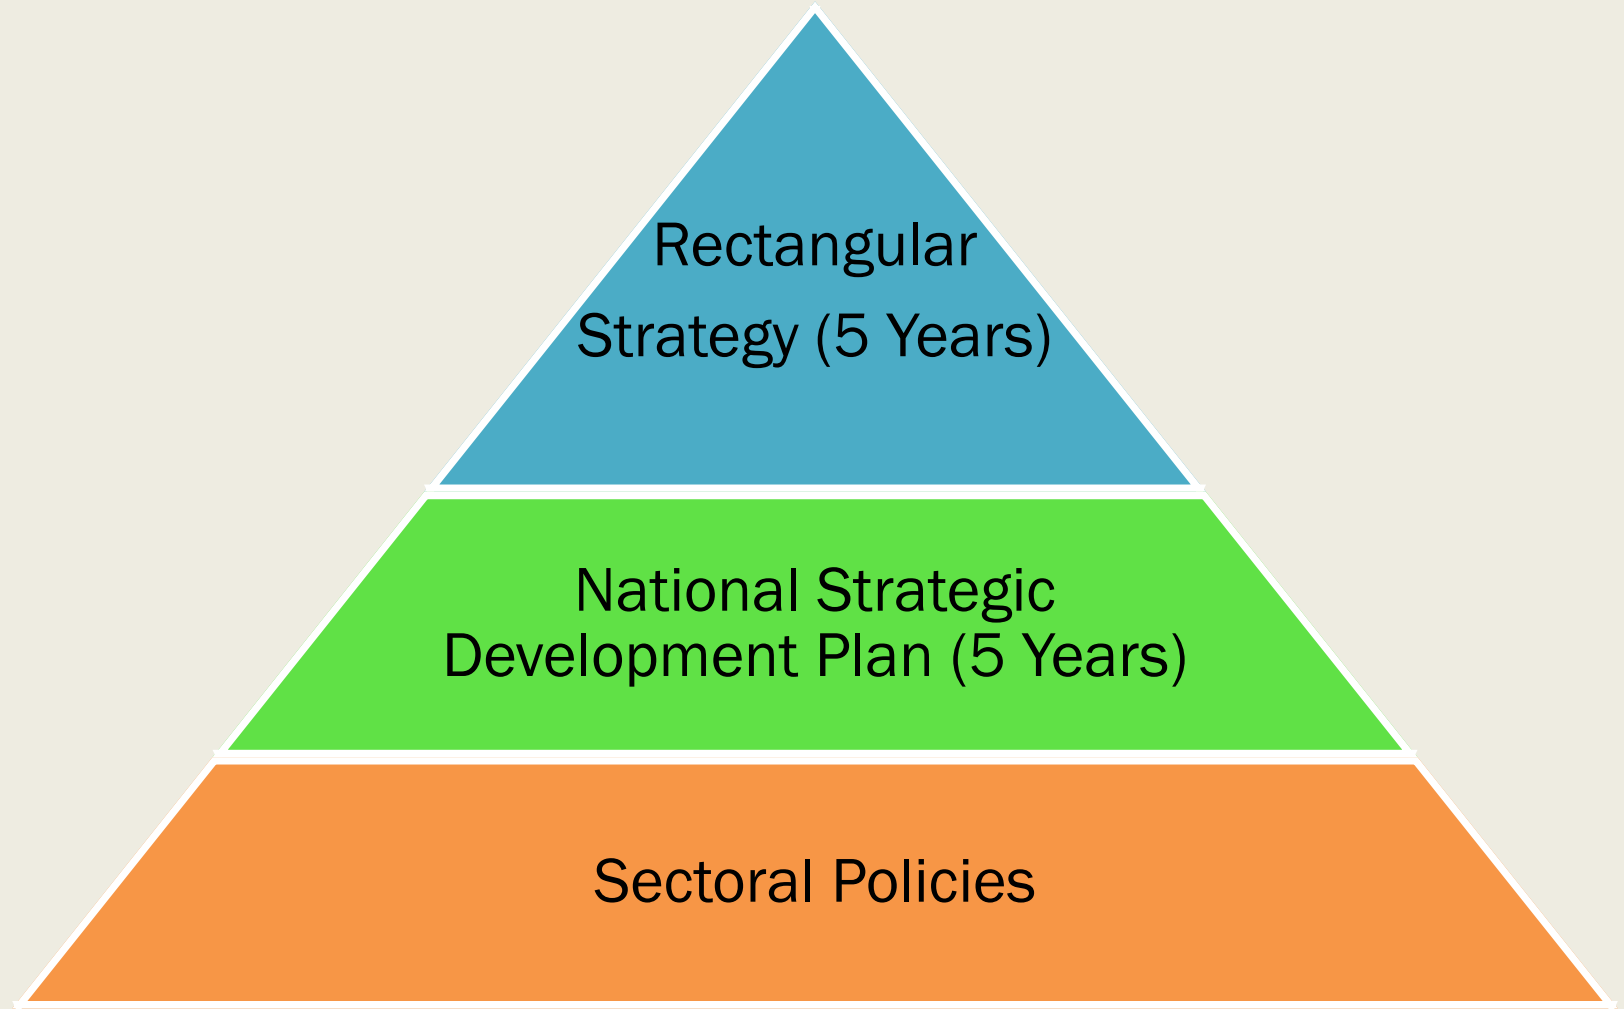 Rectangular
Strategy (5 Years)
National Strategic
Development Plan (5 Years)
Sectoral Policies